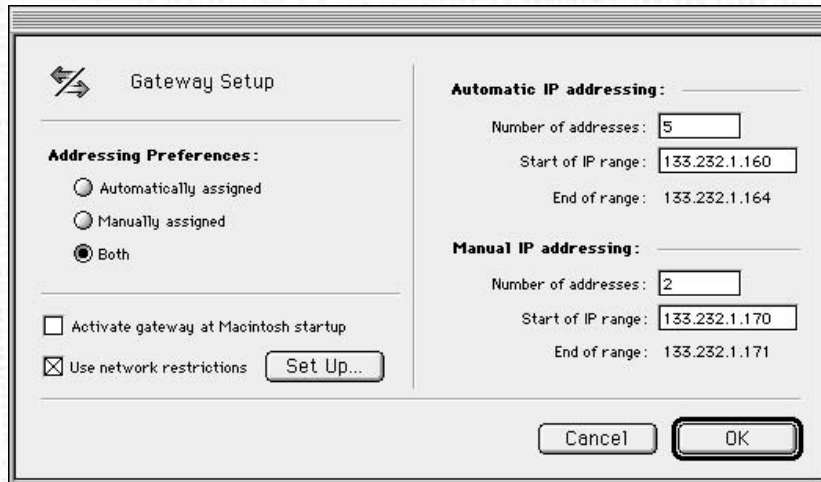 Gateway Setup
Addressing Preferences:
Automatically assigned
Manually assigned
Both
Activate gateway at Macintosh startup
Use network restrictions
Set Up...
Automatic IP addressing:
Number of addresses: 5
Start of IP range: 133.232.1.160
End of range: 133.232.1.164
Manual IP addressing:
Number of addresses: 2
Start of IP range: 133.232.1.170
End of range: 133.232.1.171
Cancel
OK